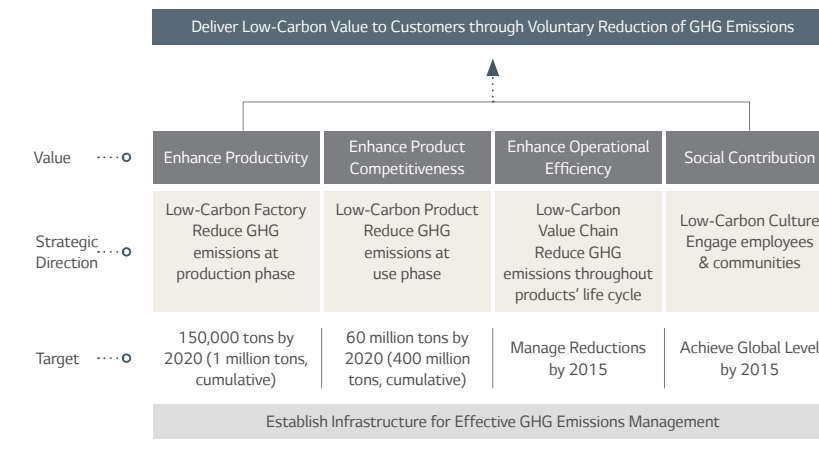 Deliver Low-Carbon Value to Customers through Voluntary Reduction of GHG Emissions
Value
Enhance Productivity
Enhance Product
Competitiveness
Enhance Operational
Efficiency
Social Contribution
Strategic
Direction
Low-Carbon Factory
Reduce GHG
emissions at
production phase
Low-Carbon Product
Reduce GHG
emissions at
use phase
Low-Carbon
Value Chain
Reduce GHG
emissions throughout
products’ life cycle
Low-Carbon Culture
Engage employees
& communities
Target
150,000 tons by
2020 (1 million tons,
cumulative)
60 million tons by
2020 (400 million
tons, cumulative)
Manage Reductions
by 2015
Achieve Global Level
by 2015
Establish Infrastructure for Effective GHG Emissions Management